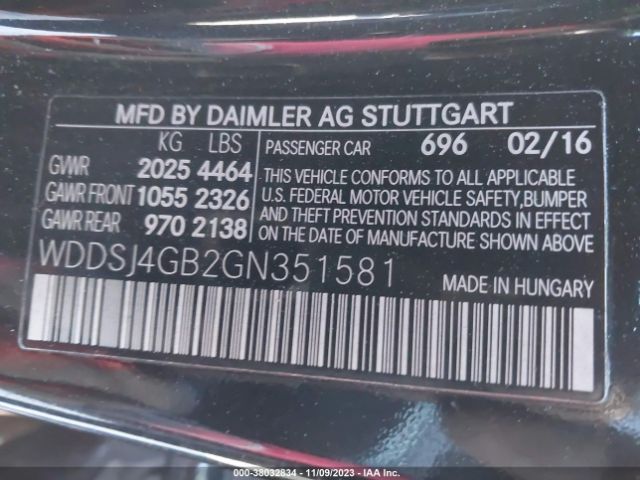 MFD BY DAIMLER AG STUTTGART
KG LBS
GVWR 2025 4464
GAWR FRONT 1055 2326
GAWR REAR 970 2138
PASSENGER CAR 696 02/16
THIS VEHICLE CONFORMS TO ALL APPLICABLE
U.S. FEDERAL MOTOR VEHICLE SAFETY,BUMPER
AND THEFT PREVENTION STANDARDS IN EFFECT
ON THE DATE OF MANUFACTURE SHOWN ABOVE.
WDDSJ4GB2GN351581
MADE IN HUNGARY
000-38032834 - 11/09/2023 - IAA Inc.